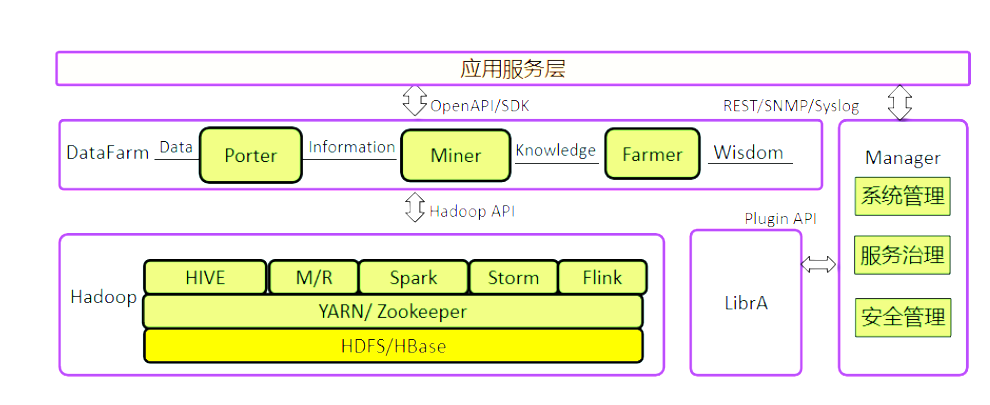 应用服务层
OpenAPI/SDK
REST/SNMP/Syslog
DataFarm
Data
Porter
Information
Miner
Knowledge
Farmer
Wisdom
Manager
系统管理
服务治理
安全管理
Hadoop API
Plugin API
Hadoop
HIVE
M/R
Spark
Storm
Flink
YARN/ Zookeeper
HDFS/HBase
LibrA